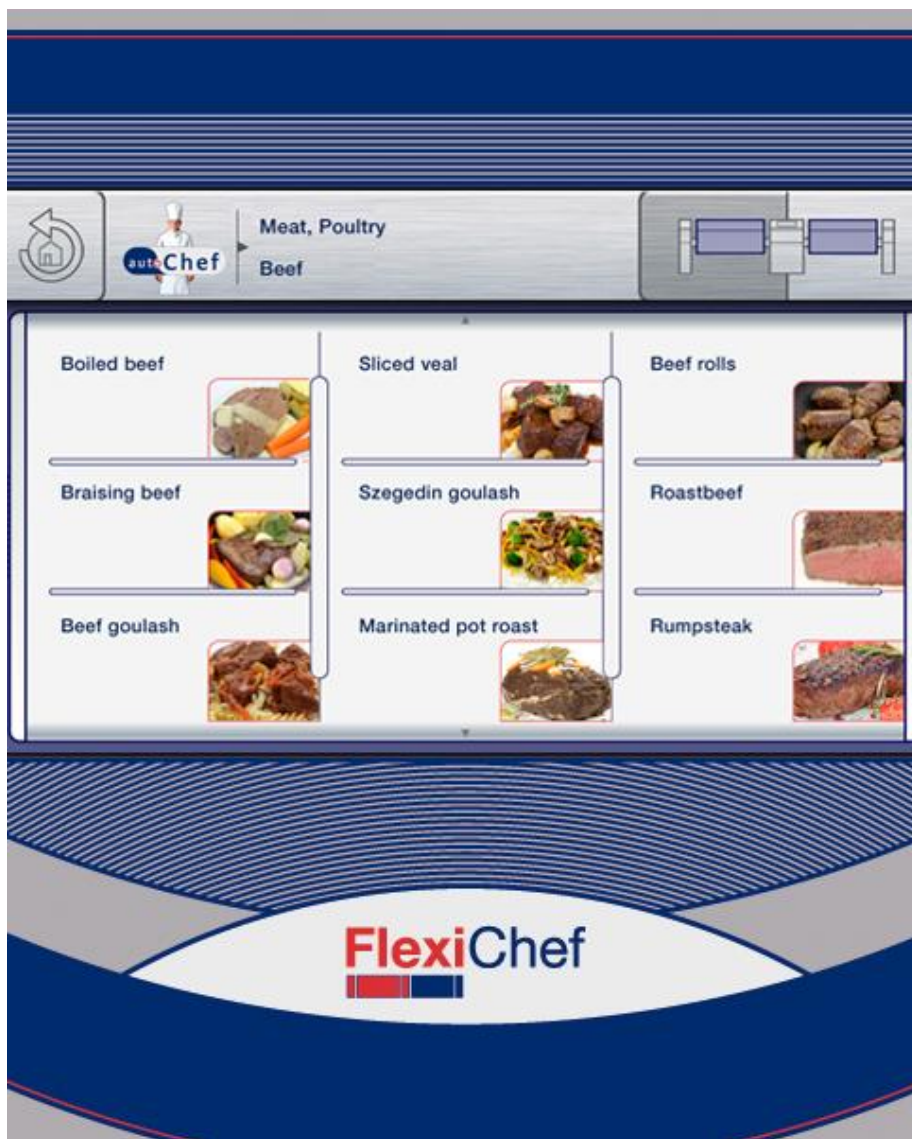 Meat, Poultry
autoChef
Beef
Boiled beef
Sliced veal
Beef rolls
Braising beef
Szegedin goulash
Roastbeef
Beef goulash
Marinated pot roast
Rumpsteak
FlexiChef